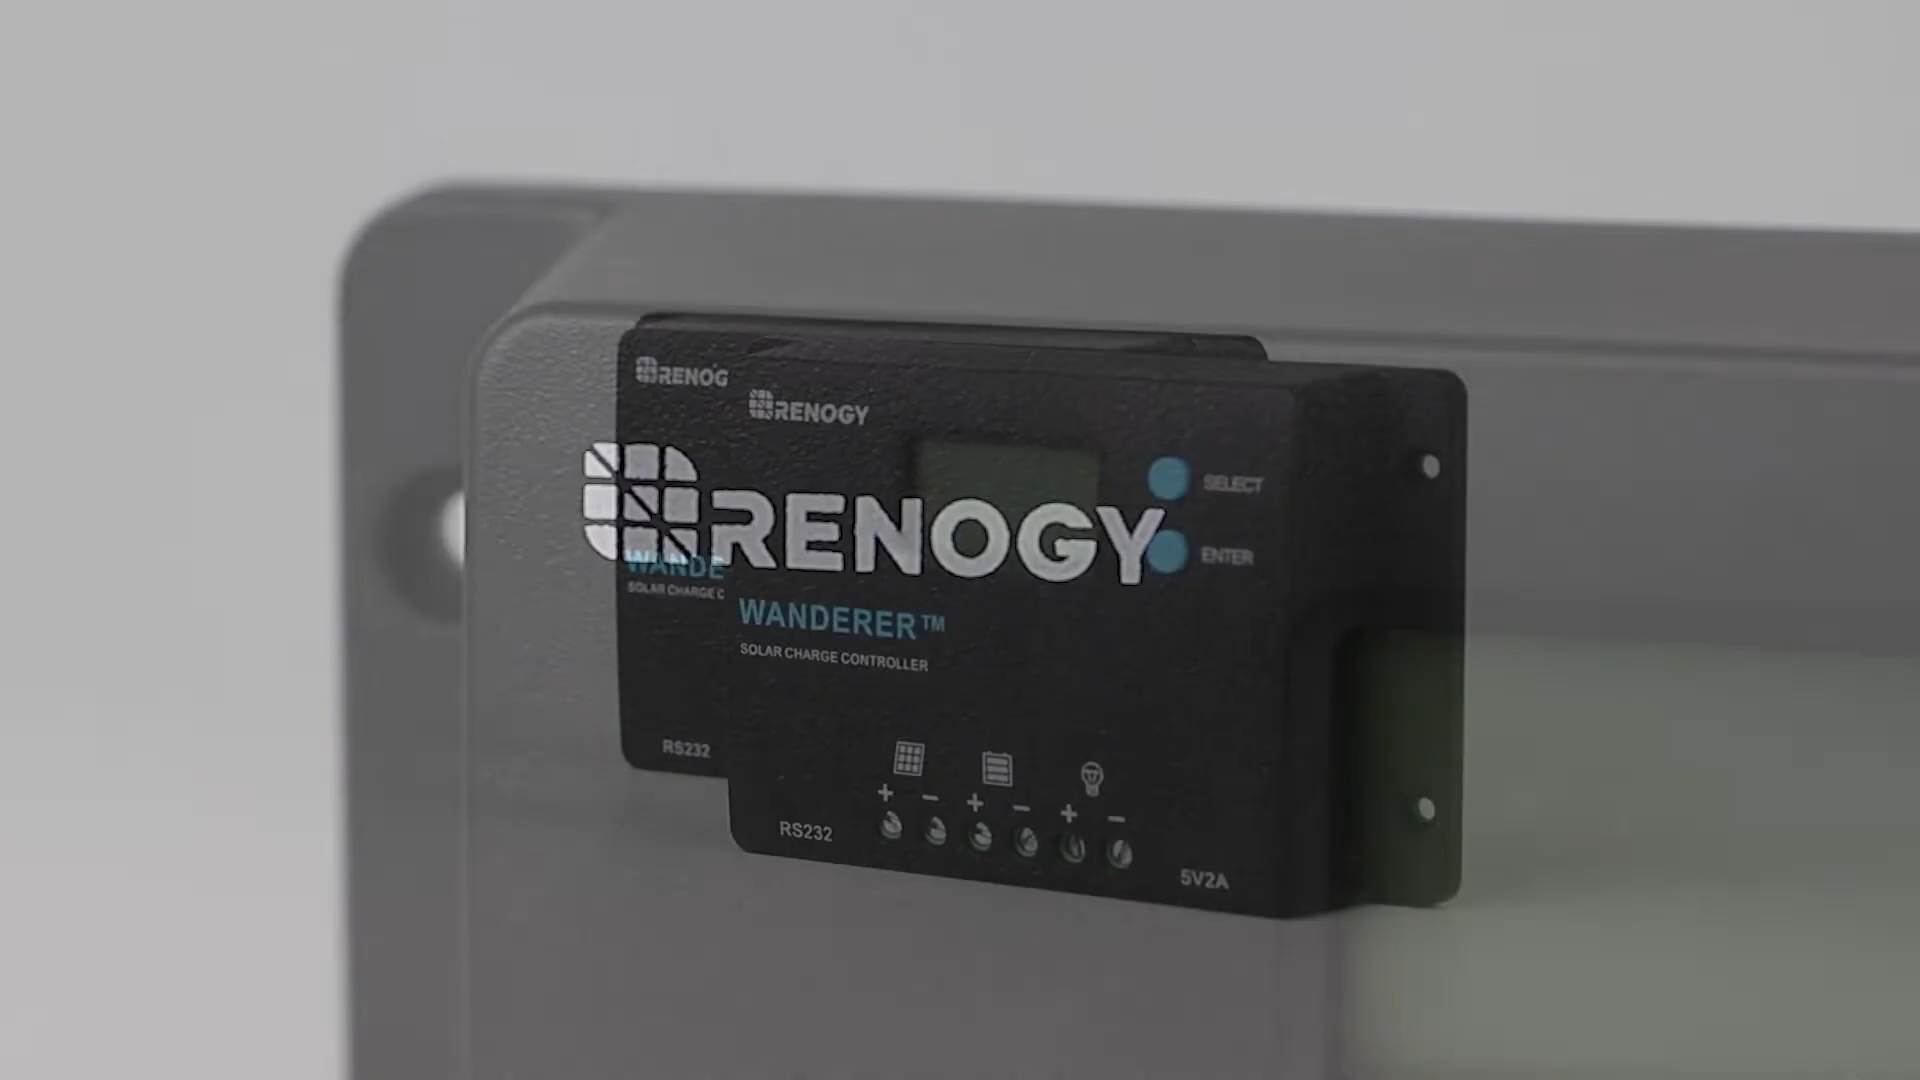 RENOG
RENOGY
RENOGY
SELECT
ENTER
WANDE
SOLAR CHARGE C
WANDERER™
SOLAR CHARGE CONTROLLER
RS232
+ − + − + −
RS232
5V2A